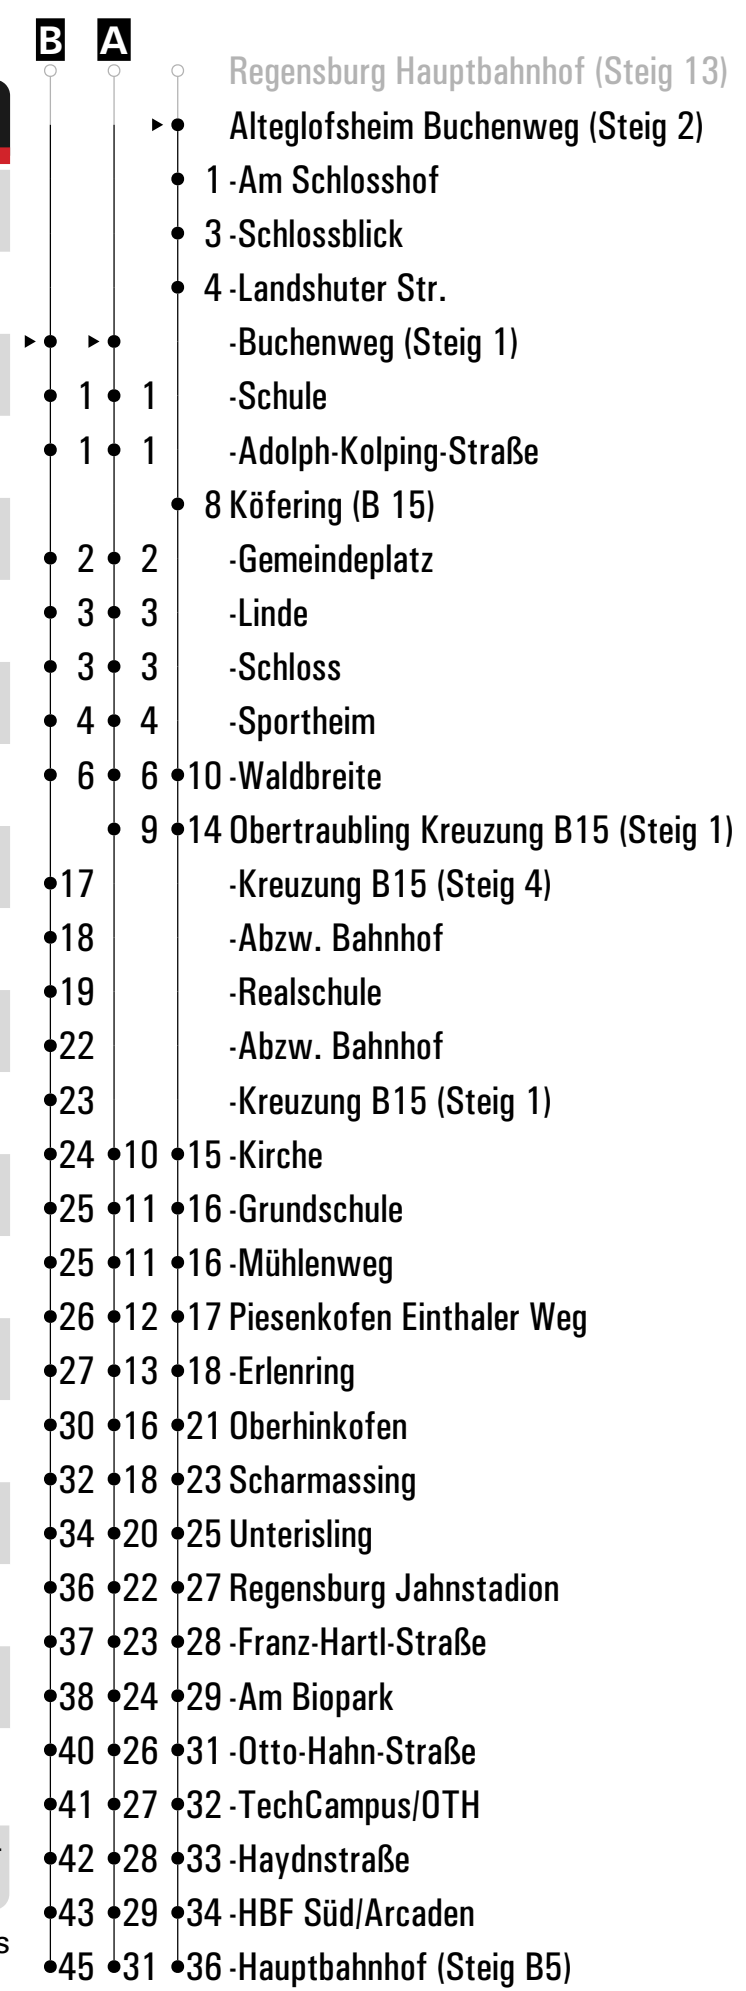 B A
Regensburg Hauptbahnhof (Steig 13)
Alteglofsheim Buchenweg (Steig 2)
1 -Am Schlosshof
3 -Schlossblick
4 -Landshuter Str.
-Buchenweg (Steig 1)
1 1 -Schule
1 1 -Adolph-Kolping-Straße
8 Köfering (B 15)
2 2 -Gemeindeplatz
3 3 -Linde
3 3 -Schloss
4 4 -Sportheim
6 6 10 -Waldbreite
9 14 Obertraubling Kreuzung B15 (Steig 1)
17 -Kreuzung B15 (Steig 4)
18 -Abzw. Bahnhof
19 -Realschule
22 -Abzw. Bahnhof
23 -Kreuzung B15 (Steig 1)
24 10 15 -Kirche
25 11 16 -Grundschule
25 11 16 -Mühlenweg
26 12 17 Piesenkofen Einthaler Weg
27 13 18 -Erlenring
30 16 21 Oberhinkofen
32 18 23 Scharmassing
34 20 25 Unterisling
36 22 27 Regensburg Jahnstadion
37 23 28 -Franz-Hartl-Straße
38 24 29 -Am Biopark
40 26 31 -Otto-Hahn-Straße
41 27 32 -TechCampus/OTH
42 28 33 -Haydnstraße
43 29 34 -HBF Süd/Arcaden
s
45 31 36 -Hauptbahnhof (Steig B5)